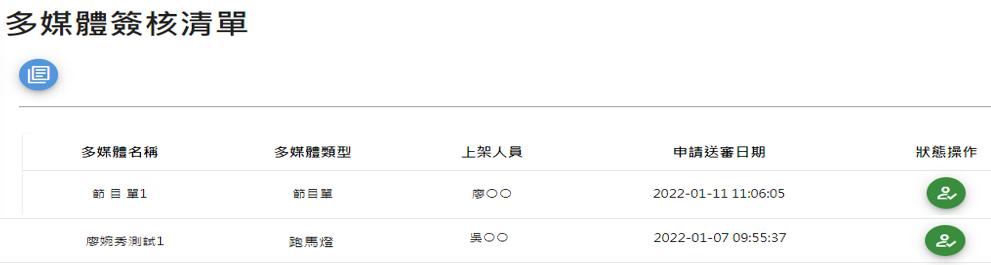 多媒體簽核清單
多媒體名稱 多媒體類型 上架人員 申請送審日期 狀態操作
節目單1 節目單 廖〇〇 2022-01-11 11:06:05
廖婉秀測試1 跑馬燈 吳〇〇 2022-01-07 09:55:37